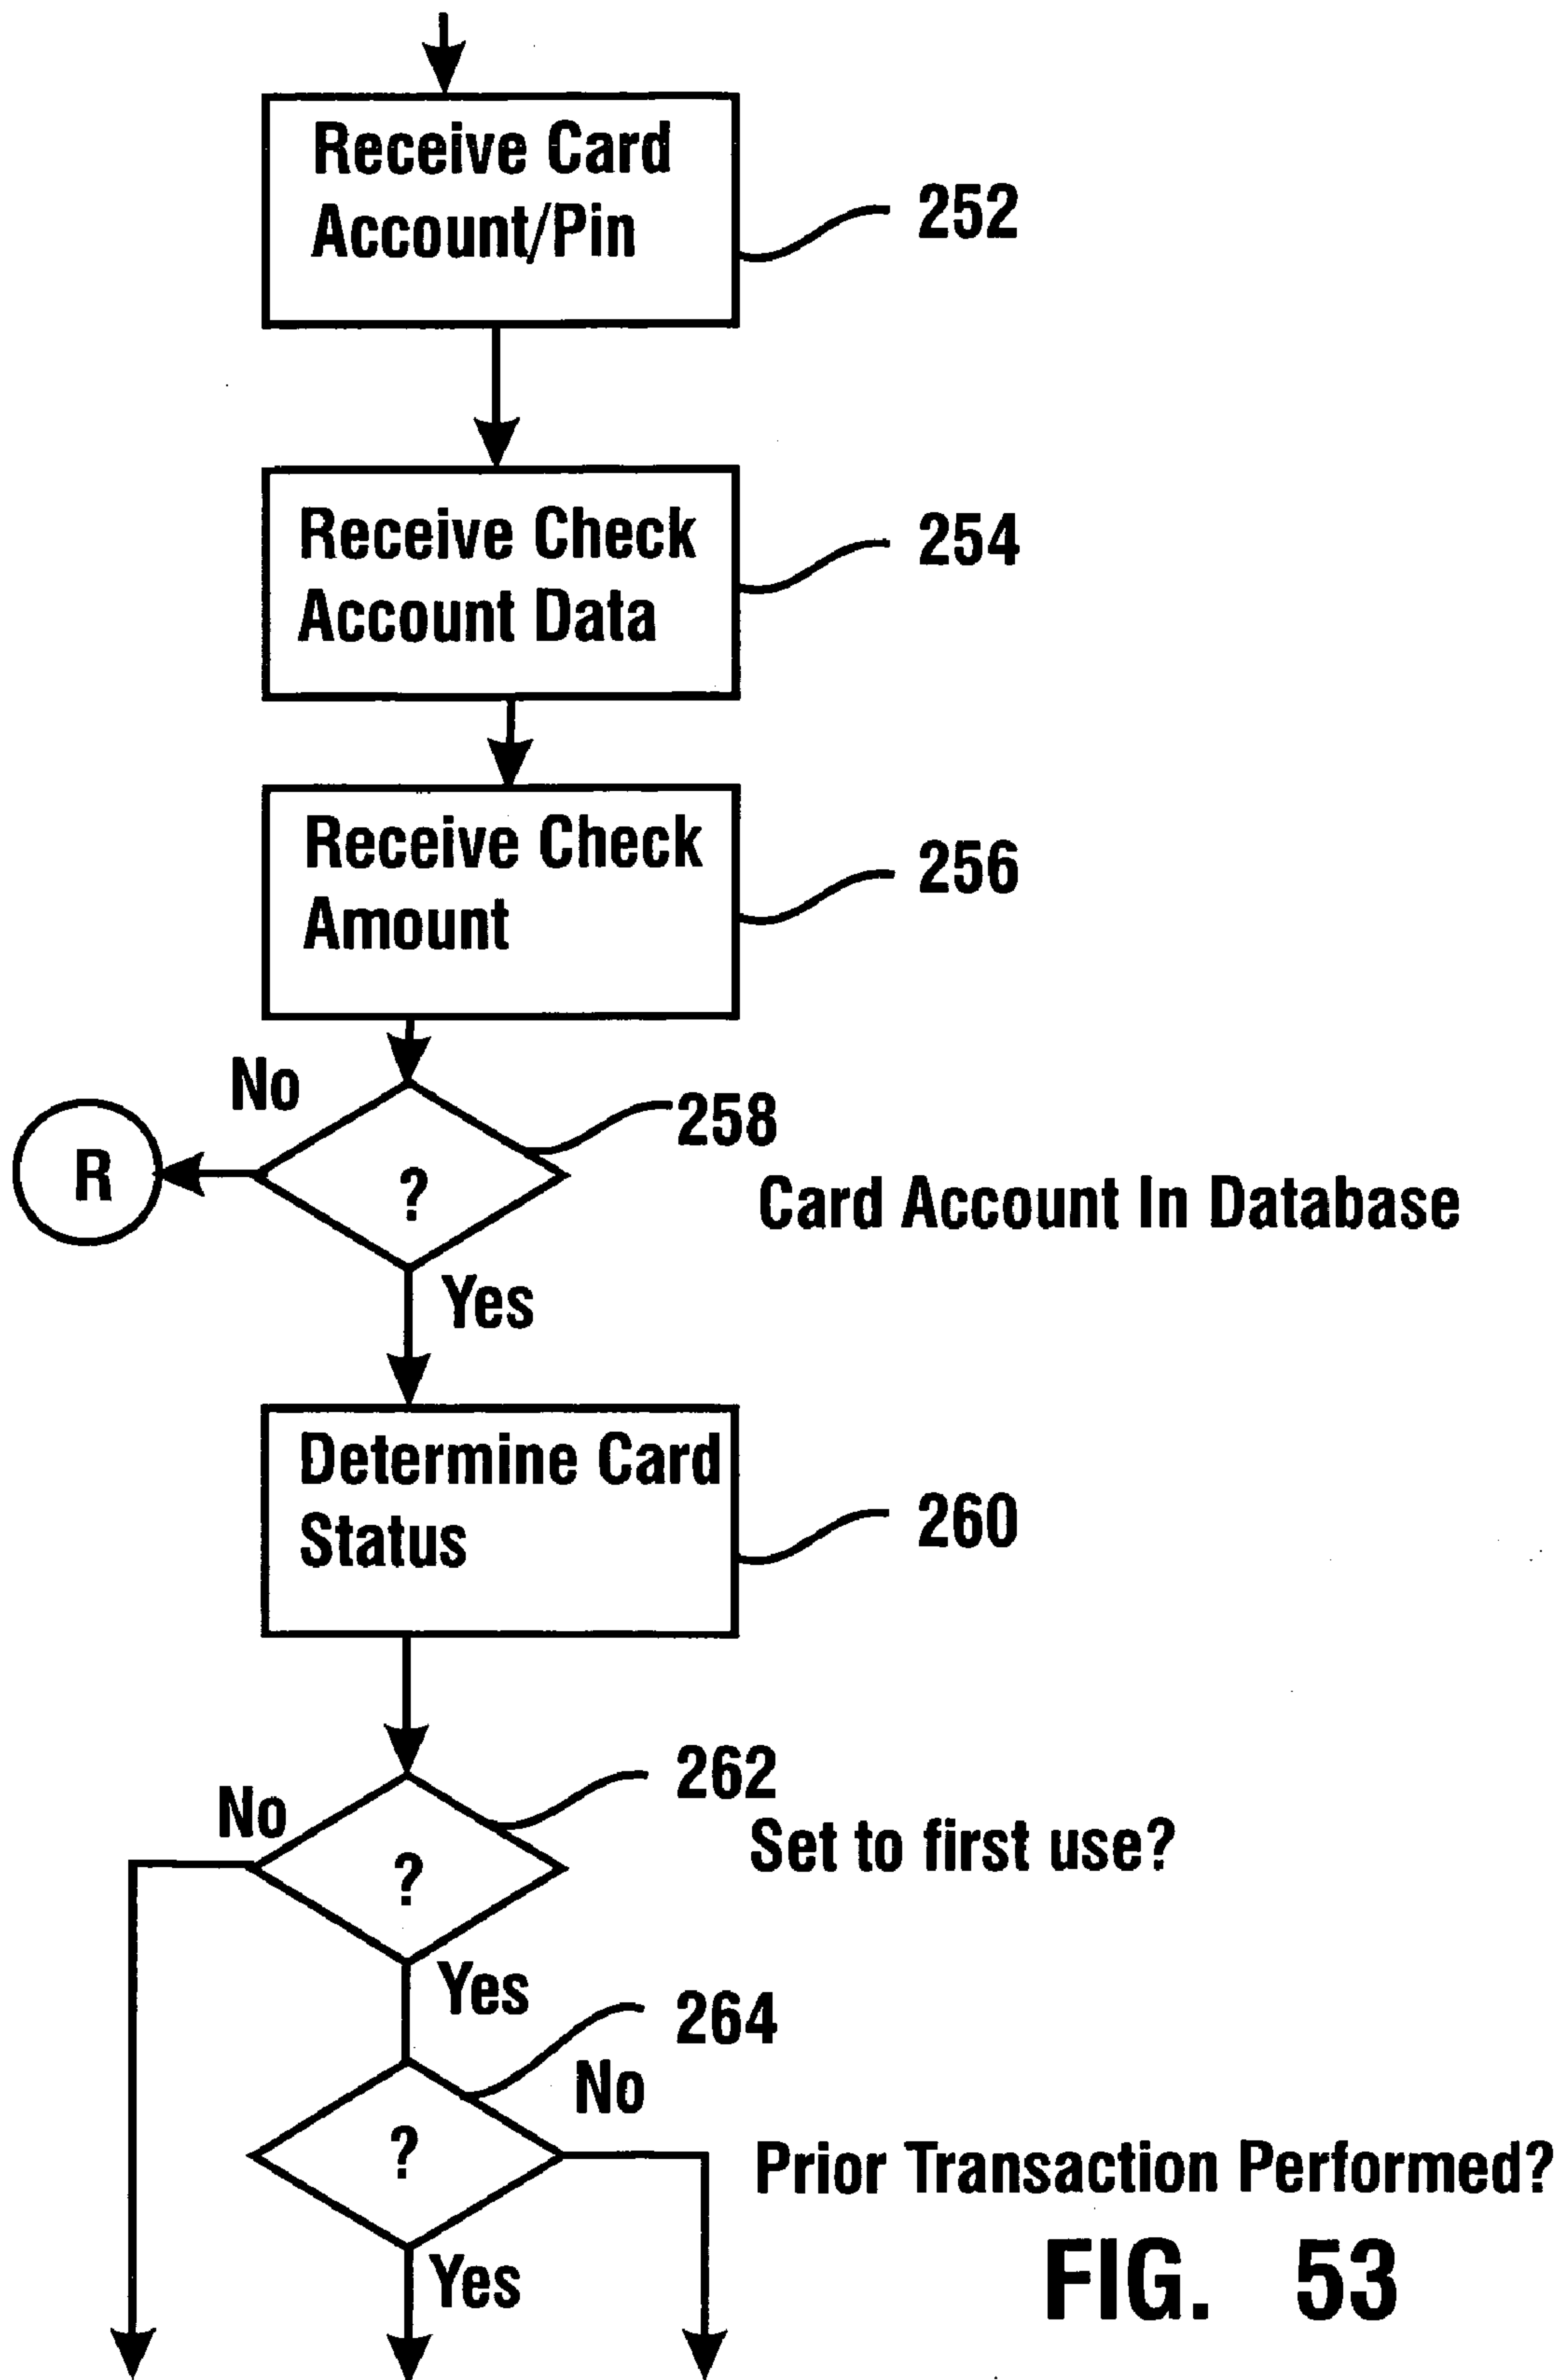 Receive Card
Account/Pin
252
Receive Check
Account Data
254
Receive Check
Amount
256
No
258
R
?
Card Account In Database
Yes
Determine Card
Status
260
262
No
Set to first use?
?
Yes
264
No
?
Prior Transaction Performed?
Yes
FIG. 53